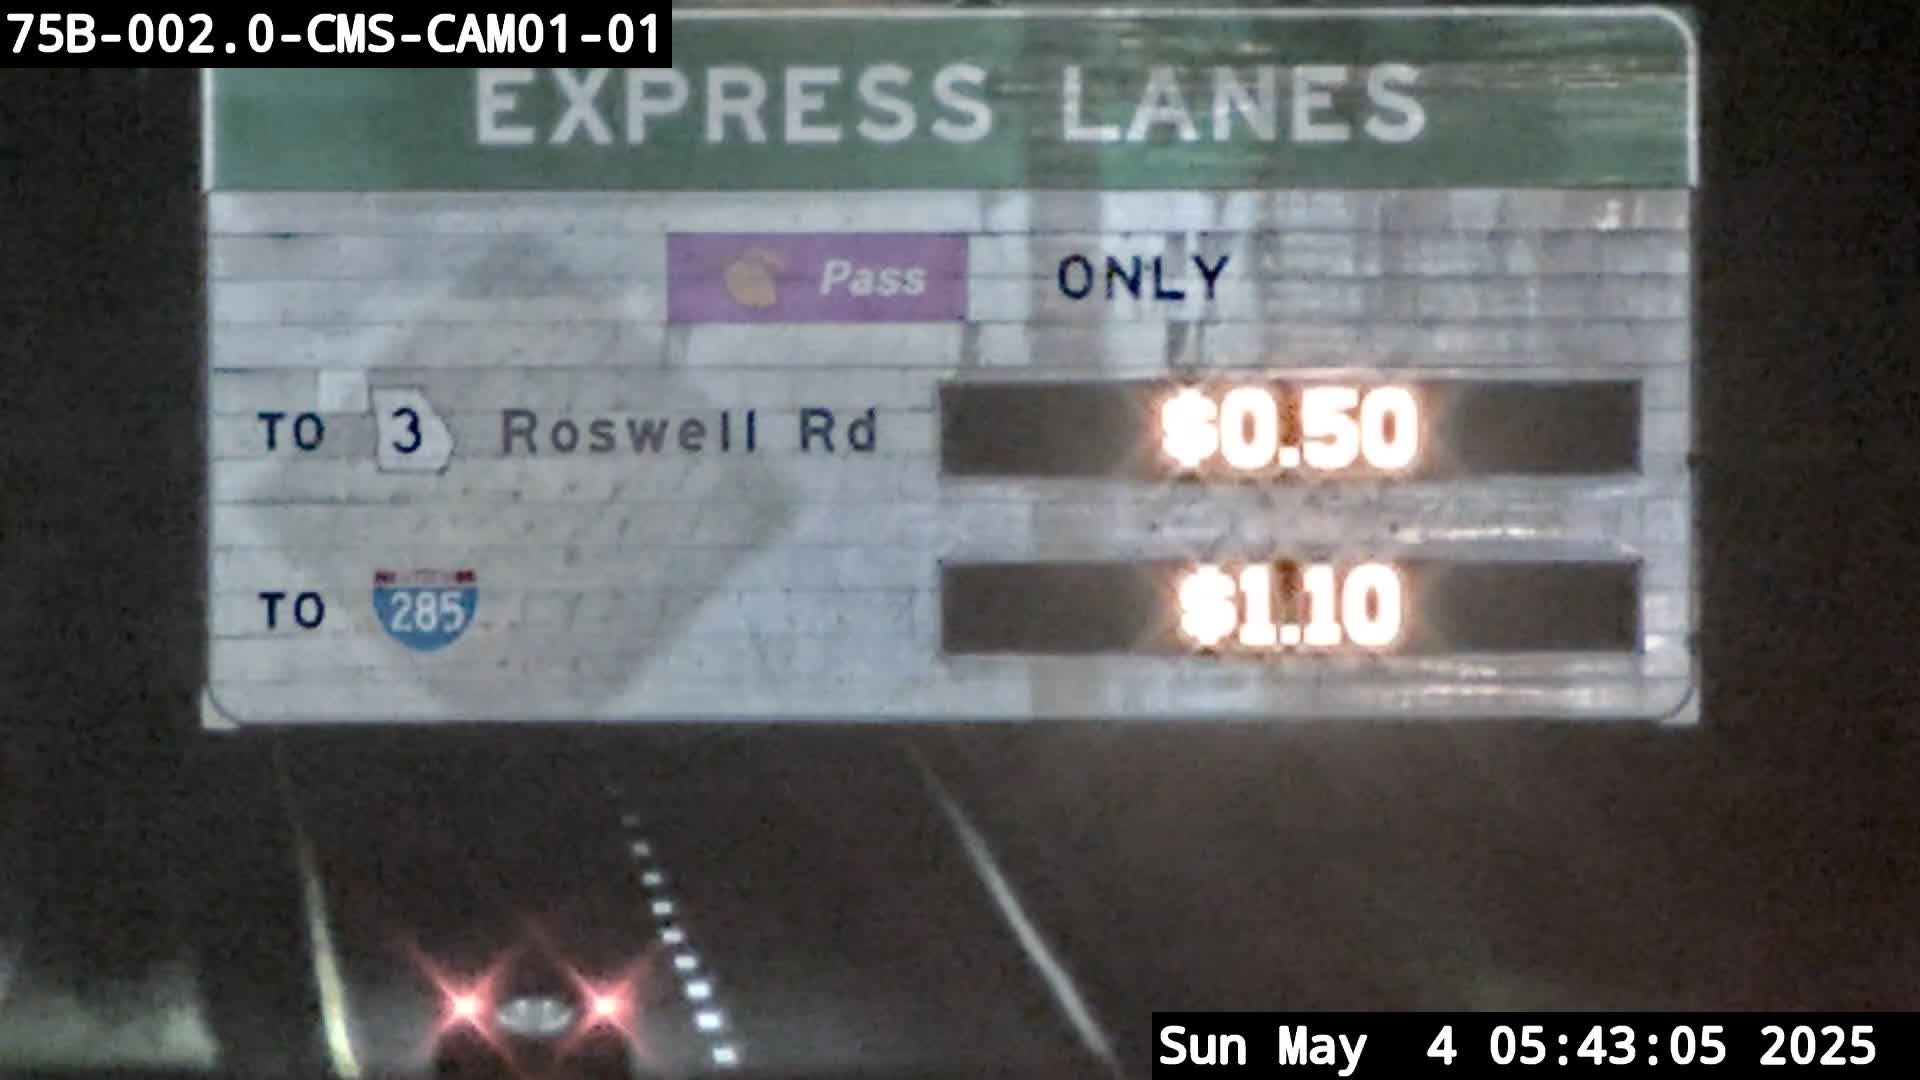 75B-002.0-CMS-CAM01-01
EXPRESS LANES
Pass ONLY
TO 3 Roswell Rd $0.50
TO 285 $1.10
Sun May 4 05:43:05 2025